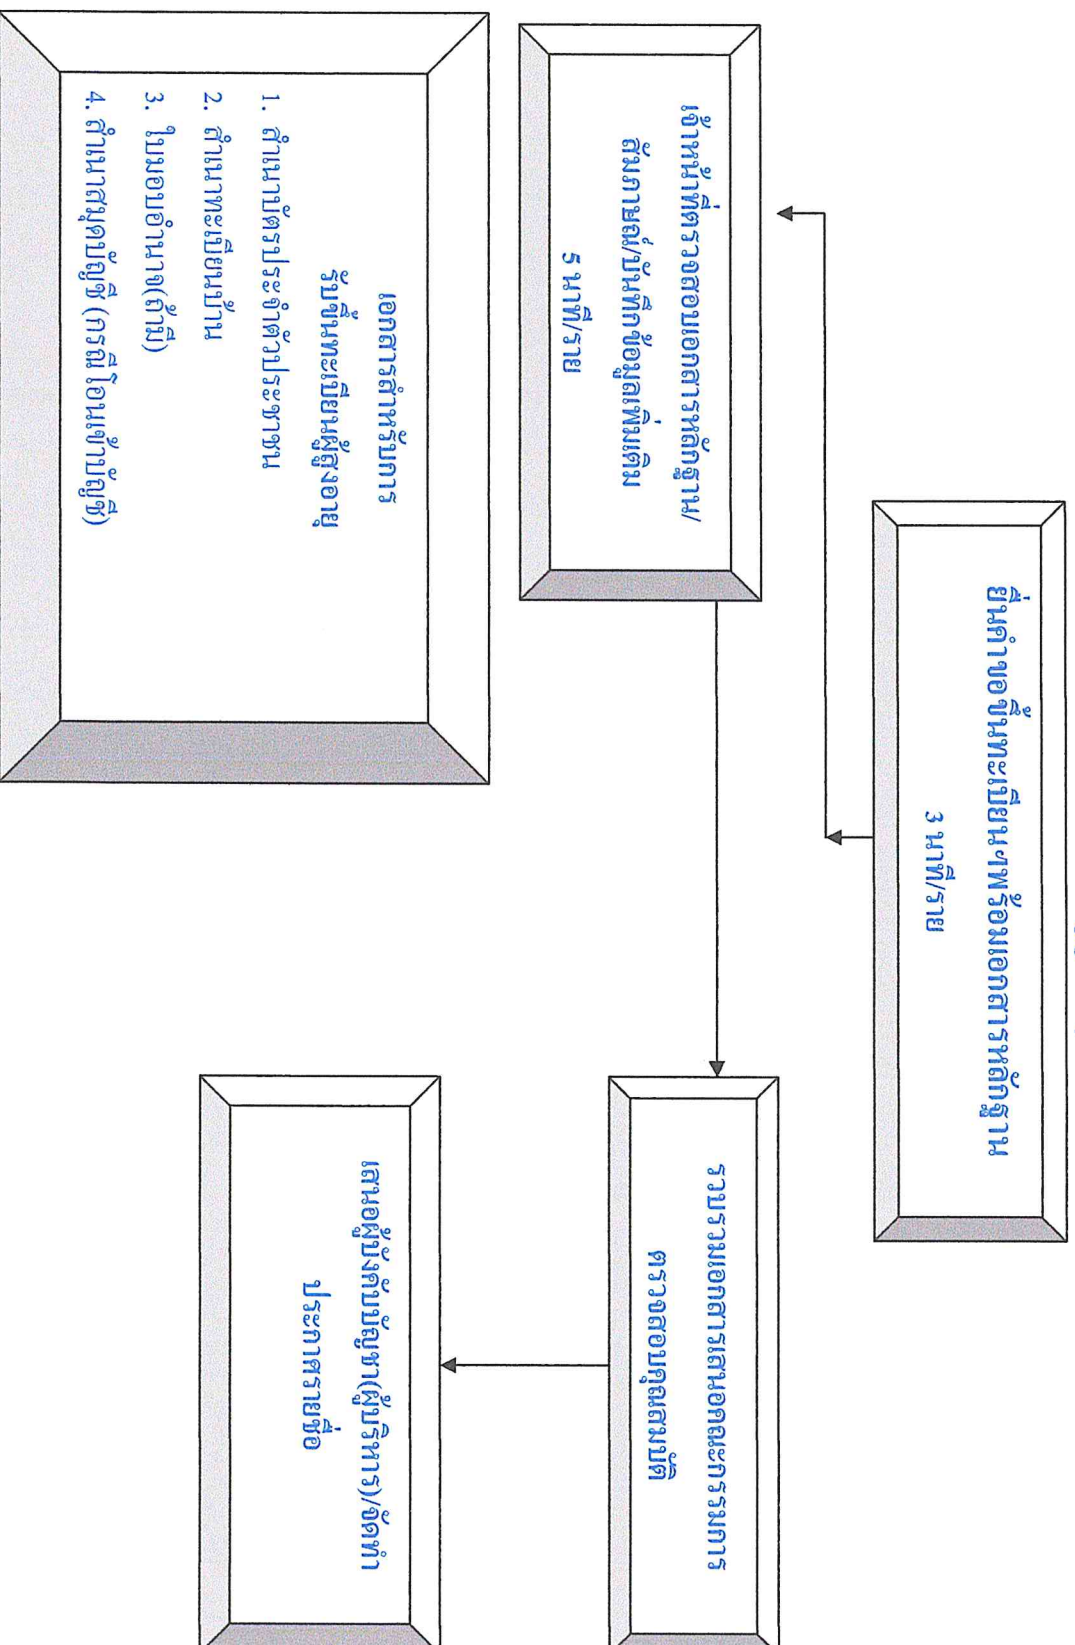 ยื่นคำขอขึ้นทะเบียนฯพร้อมเอกสารหลักฐาน
3 นาที/ราย
เจ้าหน้าที่ตรวจสอบเอกสารหลักฐาน/
สัมภาษณ์/บันทึกข้อมูลเพิ่มเติม
5 นาที/ราย
รวบรวมเอกสารเสนอคณะกรรมการ
ตรวจสอบคุณสมบัติ
เสนอผู้บังคับบัญชา(ผู้บริหาร)/จัดทำ
ประกาศรายชื่อ
เอกสารสำหรับการ
รับขึ้นทะเบียนผู้สูงอายุ
1. สำเนาบัตรประจำตัวประชาชน
2. สำเนาทะเบียนบ้าน
3. ใบมอบอำนาจ(ถ้ามี)
4. สำเนาสมุดบัญชี (กรณีโอนเข้าบัญชี)